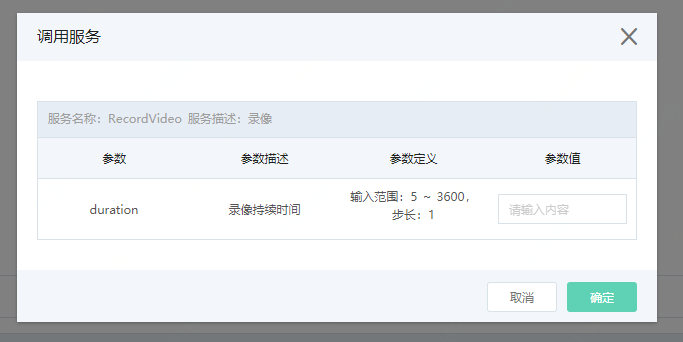 调用服务
服务名称：RecordVideo 服务描述：录像
参数 参数描述 参数定义 参数值
duration 录像持续时间 输入范围：5 ~ 3600，
步长：1 请输入内容
取消 确定